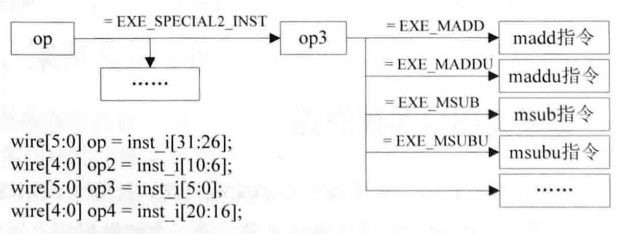 op
= EXE_SPECIAL2_INST
op3
= EXE_MADD
madd指令
=EXE_MADDU
maddu指令
=EXE_MSUB
msub指令
=EXE_MSUBU
msubu指令
……
……
wire[5:0] op = inst_i[31:26];
wire[4:0] op2 = inst_i[10:6];
wire[5:0] op3 = inst_i[5:0];
wire[4:0] op4 = inst_i[20:16];